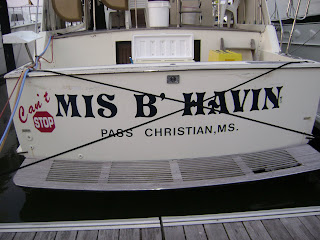 Can't
STOP
MIS B' HAVIN
PASS CHRISTIAN, MS.